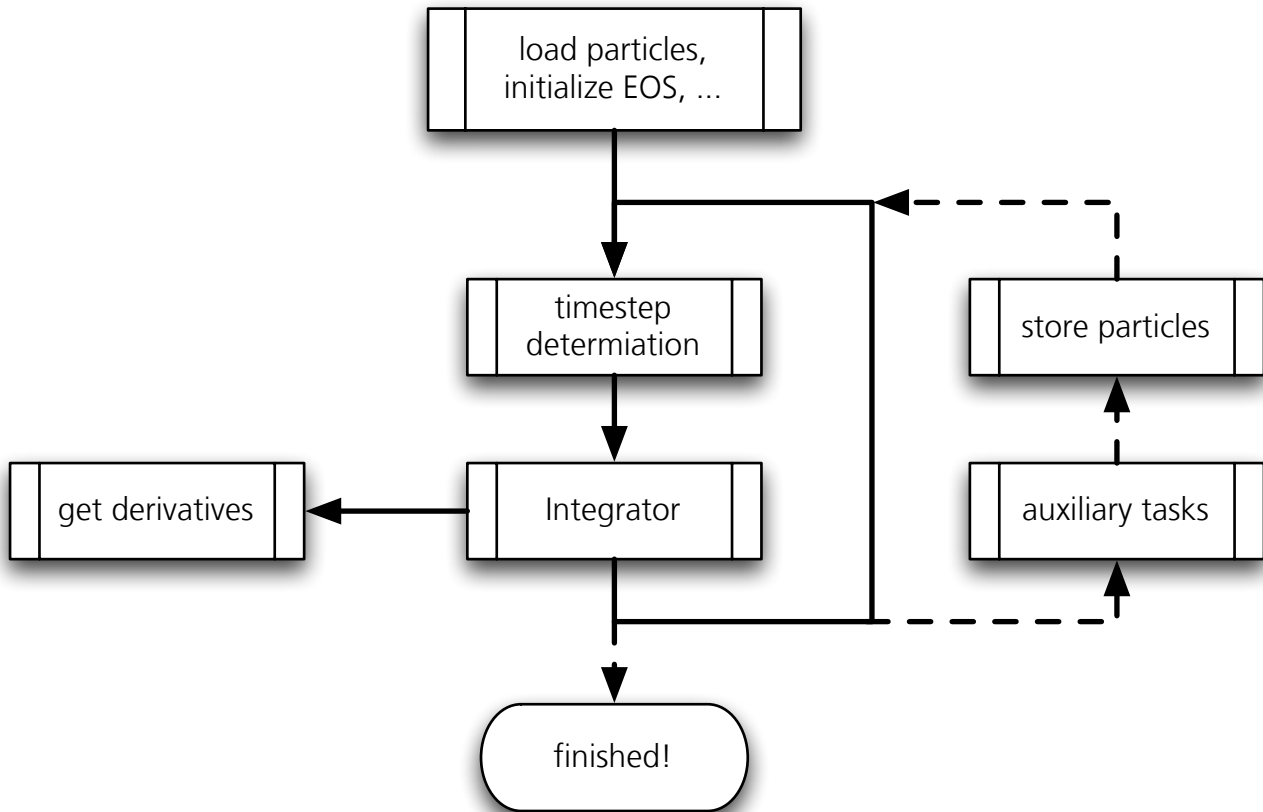 load particles,
initialize EOS, ...
timestep
determiation
store particles
get derivatives
Integrator
auxiliary tasks
finished!